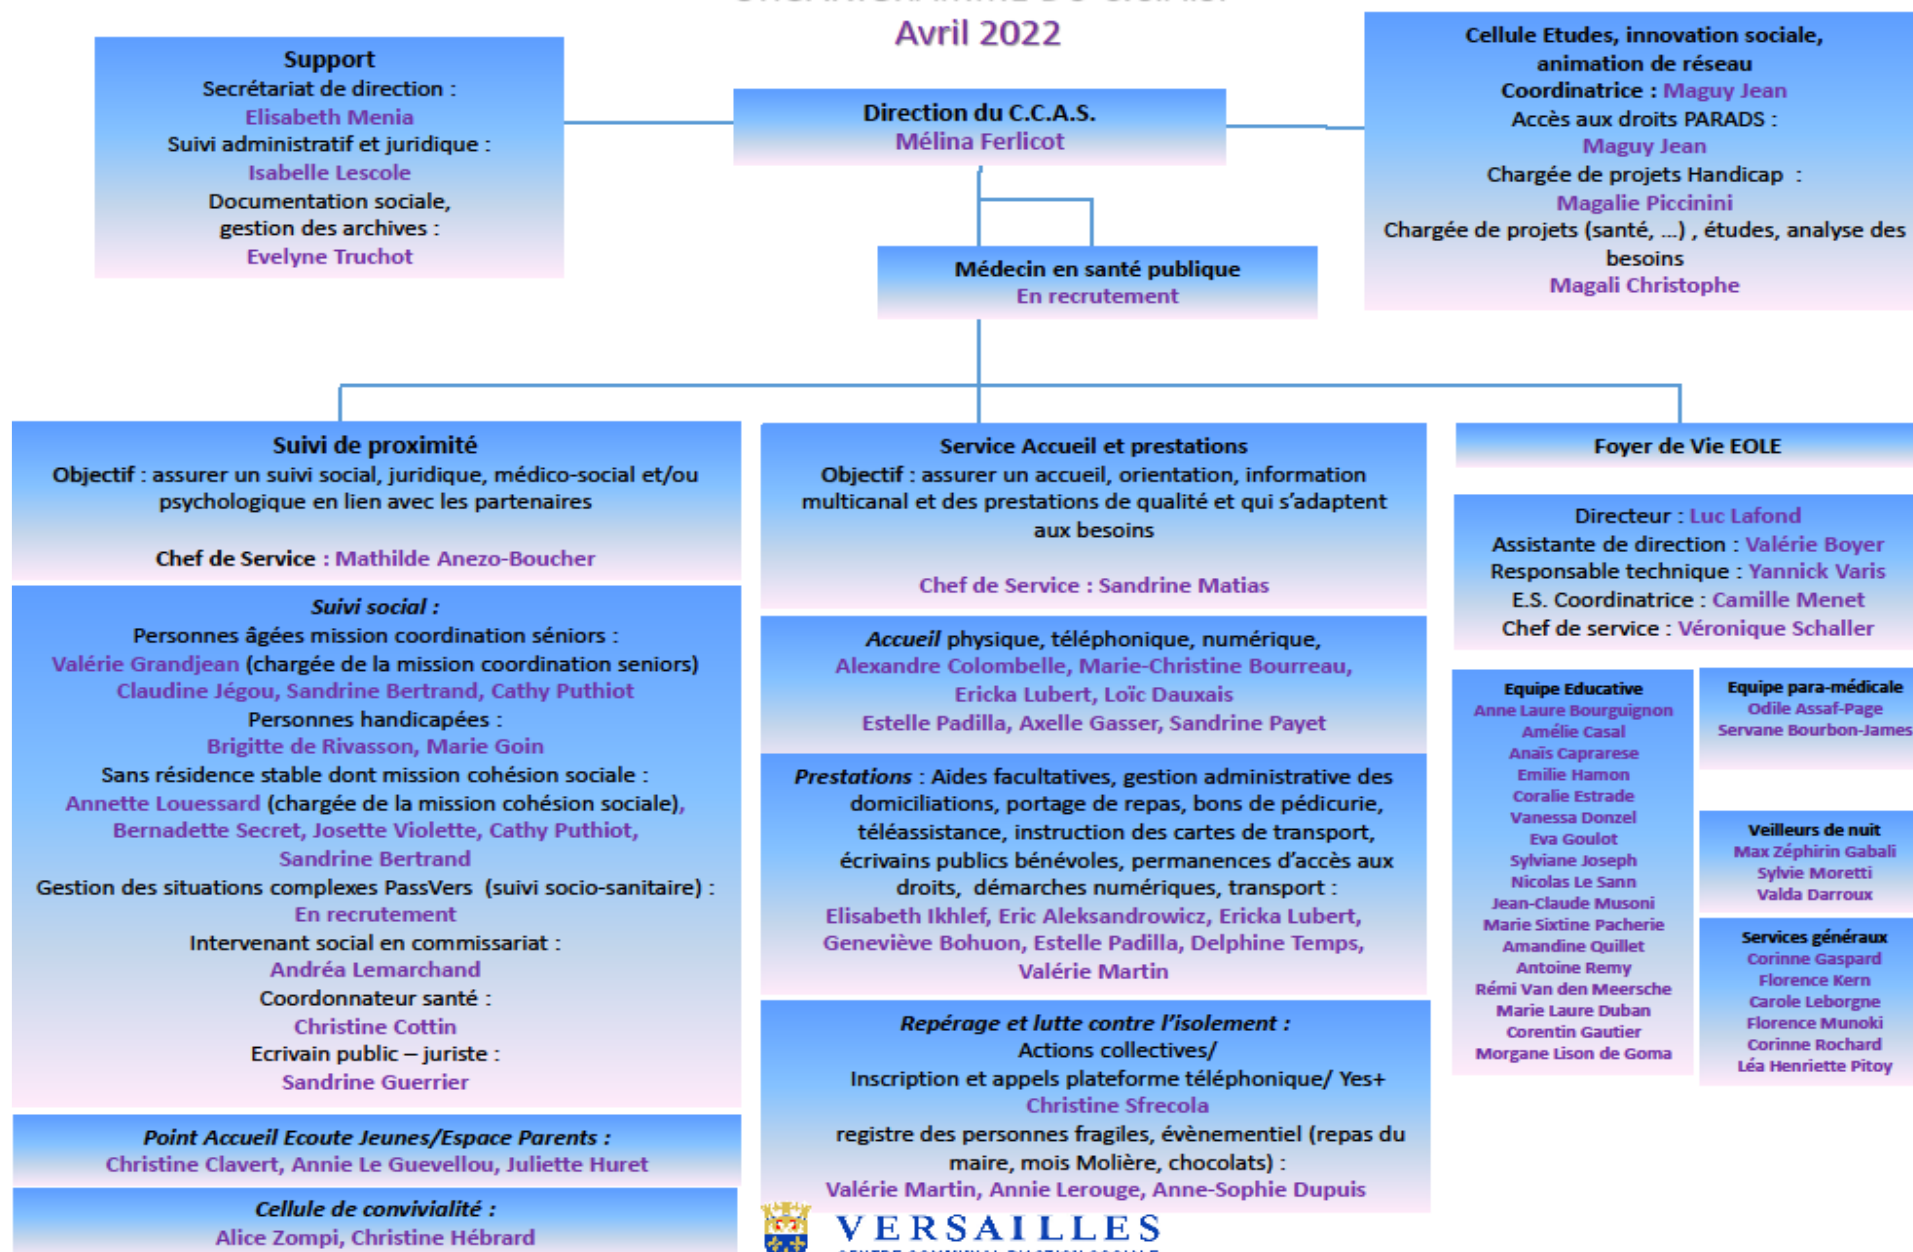 Avril 2022
Support
Secrétariat de direction :
Elisabeth Menia
Suivi administratif et juridique :
Isabelle Lescole
Documentation sociale,
gestion des archives :
Evelyne Truchot
Direction du C.C.A.S.
Mélina Ferlicot
Cellule Etudes, innovation sociale,
animation de réseau
Coordinatrice : Maguy Jean
Accès aux droits PARADS :
Maguy Jean
Chargée de projets Handicap :
Magalie Piccinini
Chargée de projets (santé, ...) , études, analyse des
besoins
Magali Christophe
Médecin en santé publique
En recrutement
Suivi de proximité
Objectif : assurer un suivi social, juridique, médico-social et/ou
psychologique en lien avec les partenaires
Chef de Service : Mathilde Anezo-Boucher
Suivi social :
Personnes âgées mission coordination séniors :
Valérie Grandjean (chargée de la mission coordination seniors)
Claudine Jégou, Sandrine Bertrand, Cathy Puthiot
Personnes handicapées :
Brigitte de Rivasson, Marie Goin
Sans résidence stable dont mission cohésion sociale :
Annette Louessard (chargée de la mission cohésion sociale),
Bernadette Secret, Josette Violette, Cathy Puthiot,
Sandrine Bertrand
Gestion des situations complexes PassVers (suivi socio-sanitaire) :
En recrutement
Intervenant social en commissariat :
Andréa Lemarchand
Coordonnateur santé :
Christine Cottin
Ecrivain public – juriste :
Sandrine Guerrier
Point Accueil Ecoute Jeunes/Espace Parents :
Christine Clavert, Annie Le Guevellou, Juliette Huret
Cellule de convivialité :
Alice Zompi, Christine Hébrard
Service Accueil et prestations
Objectif : assurer un accueil, orientation, information
multicanal et des prestations de qualité et qui s’adaptent
aux besoins
Chef de Service : Sandrine Matias
Accueil physique, téléphonique, numérique,
Alexandre Colombelle, Marie-Christine Bourreau,
Ericka Lubert, Loïc Dauxais
Estelle Padilla, Axelle Gasser, Sandrine Payet
Prestations : Aides facultatives, gestion administrative des
domiciliations, portage de repas, bons de pédicurie,
téléassistance, instruction des cartes de transport,
écrivains publics bénévoles, permanences d’accès aux
droits, démarches numériques, transport :
Elisabeth Ikhlef, Eric Aleksandrowicz, Ericka Lubert,
Geneviève Bohuon, Estelle Padilla, Delphine Temps,
Valérie Martin
Repérage et lutte contre l’isolement :
Actions collectives/
Inscription et appels plateforme téléphonique/ Yes+
Christine Sfrecola
registre des personnes fragiles, évènementiel (repas du
maire, mois Molière, chocolats) :
Valérie Martin, Annie Lerouge, Anne-Sophie Dupuis
VERSAILLES
Foyer de Vie EOLE
Directeur : Luc Lafond
Assistante de direction : Valérie Boyer
Responsable technique : Yannick Varis
E.S. Coordinatrice : Camille Menet
Chef de service : Véronique Schaller
Equipe Educative
Anne Laure Bourguignon
Amélie Casal
Anaïs Caprarese
Emilie Hamon
Coralie Estrade
Vanessa Donzel
Eva Goulot
Sylviane Joseph
Nicolas Le Sann
Jean-Claude Musoni
Marie Sixtine Pacherie
Amandine Quillet
Antoine Remy
Rémi Van den Meersche
Marie Laure Duban
Corentin Gautier
Morgane Lison de Goma
Equipe para-médicale
Odile Assaf-Page
Servane Bourbon-James
Veilleurs de nuit
Max Zéphirin Gabali
Sylvie Moretti
Valda Darroux
Services généraux
Corinne Gaspard
Florence Kern
Carole Leborgne
Florence Munoki
Corinne Rochard
Léa Henriette Pitoy